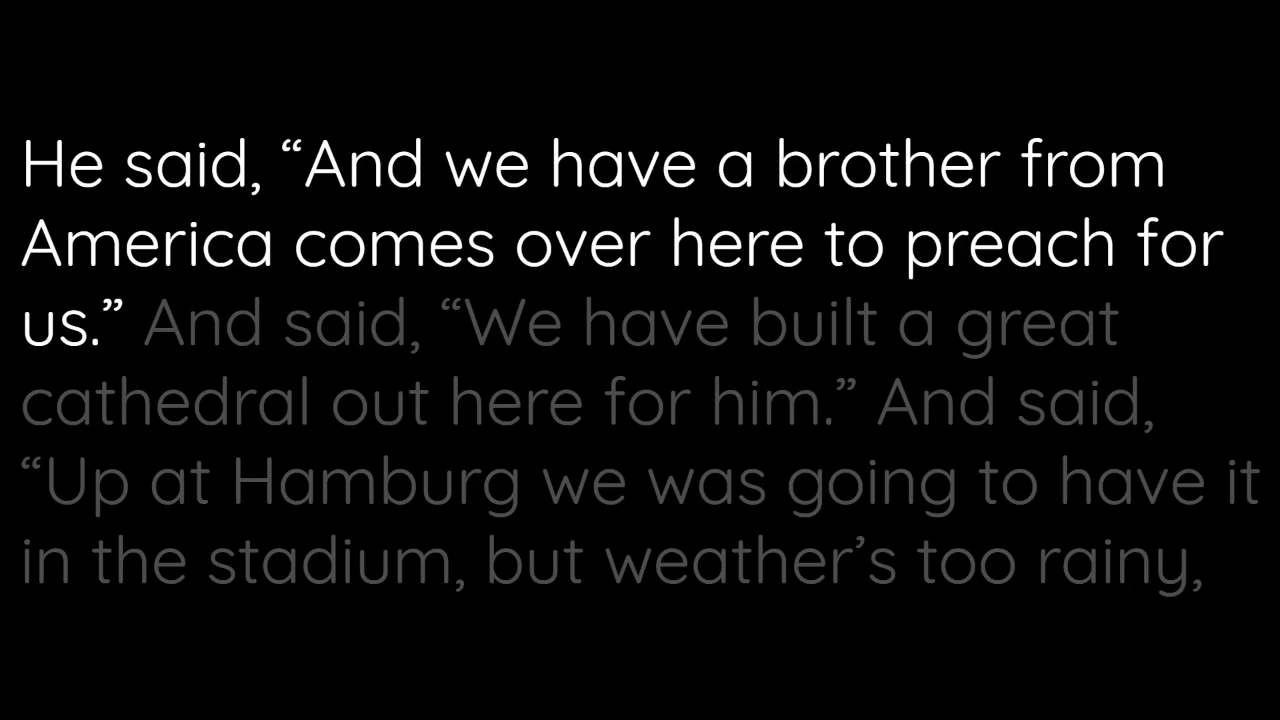 He said, “And we have a brother from
America comes over here to preach for
us.” And said, “We have built a great
cathedral out here for him.” And said,
“Up at Hamburg we was going to have it
in the stadium, but weather’s too rainy,